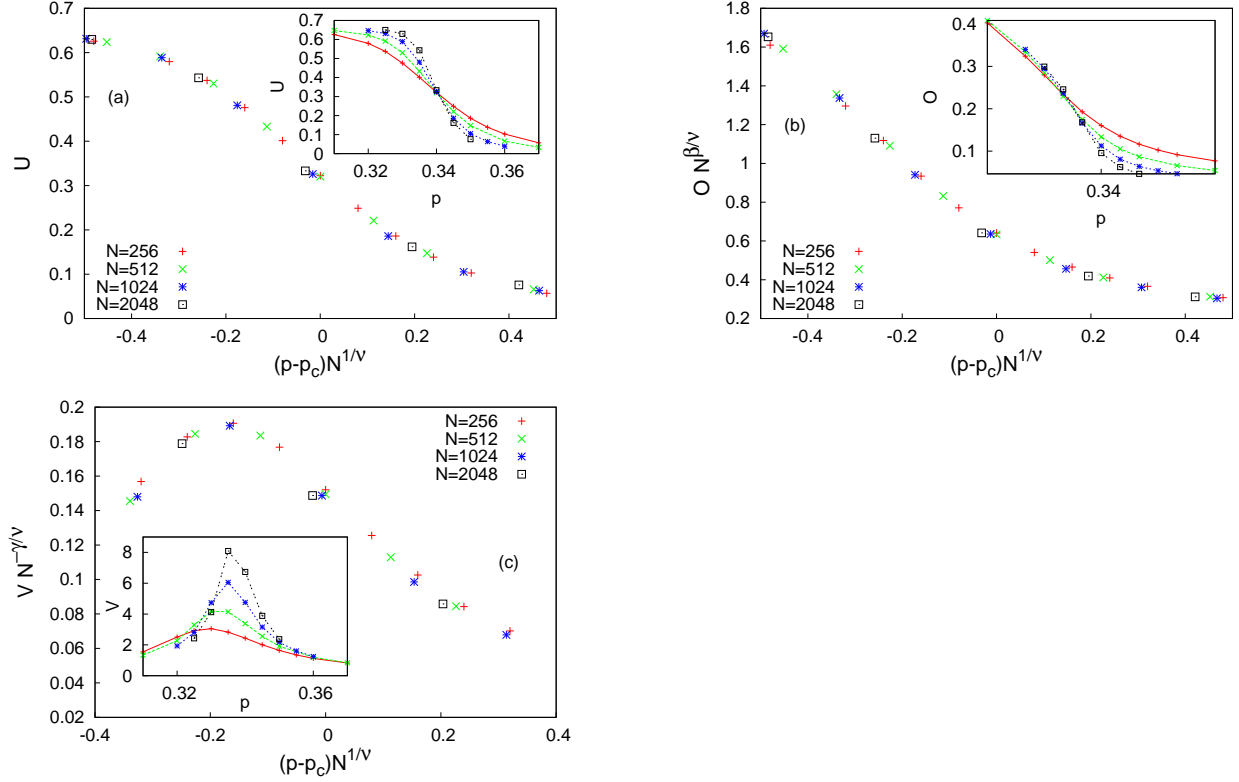 U
0.7
0.6
0.5
0.4
0.3
0.2
0.1
0
-0.4 -0.2 0 0.2 0.4
(p-p_c)N^{1/ν}
(a)
N=256
N=512
N=1024
N=2048
U
0.7
0.6
0.5
0.4
0.3
0.2
0.1
0
0.32 0.34 0.36
p
O N^{β/ν}
1.8
1.6
1.4
1.2
1
0.8
0.6
0.4
0.2
-0.4 -0.2 0 0.2 0.4
(p-p_c)N^{1/ν}
(b)
N=256
N=512
N=1024
N=2048
O
0.4
0.3
0.2
0.1
0.34
p
V N^{-γ/ν}
0.2
0.18
0.16
0.14
0.12
0.1
0.08
0.06
0.04
0.02
-0.4 -0.2 0 0.2 0.4
(p-p_c)N^{1/ν}
(c)
N=256
N=512
N=1024
N=2048
V
8
6
4
2
0
0.32 0.36
p